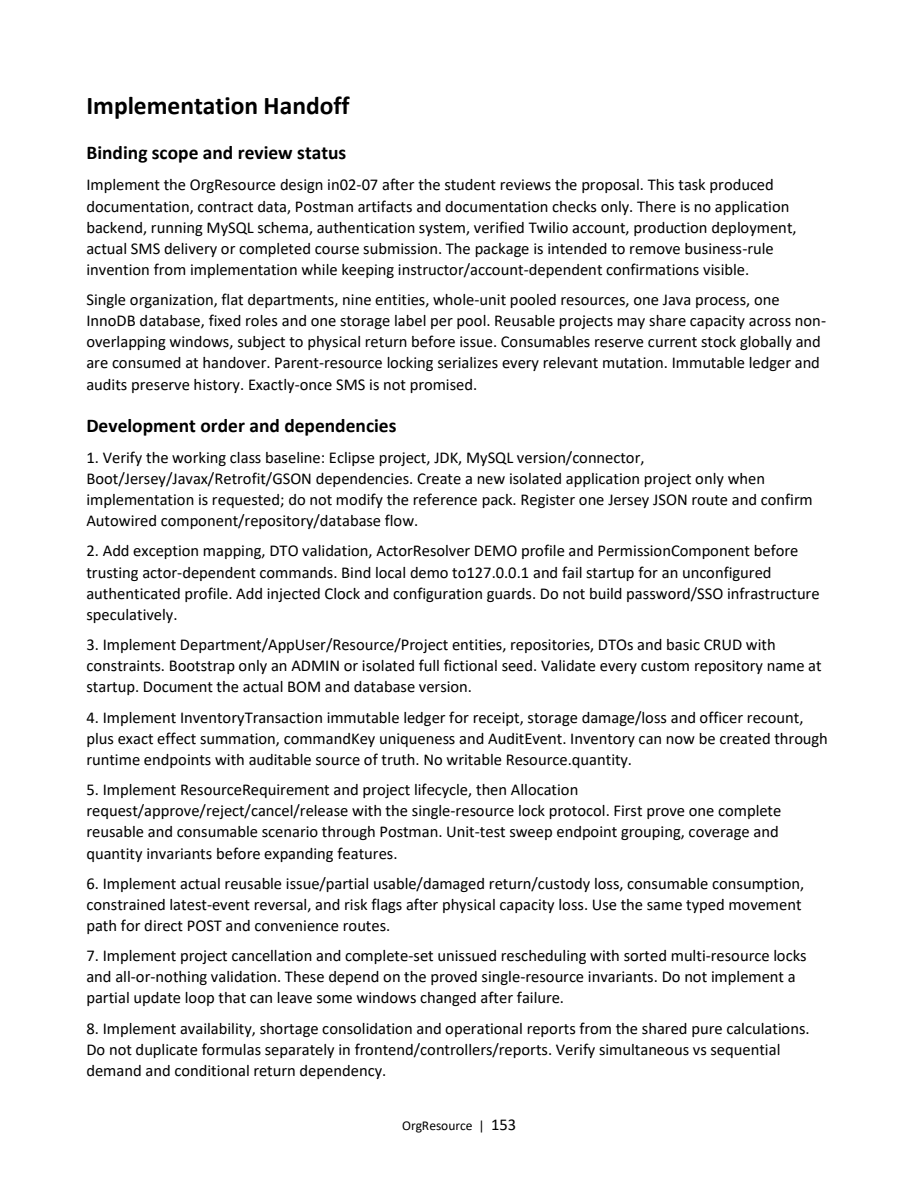 Implementation Handoff
Binding scope and review status
Implement the OrgResource design in02-07 after the student reviews the proposal. This task produced
documentation, contract data, Postman artifacts and documentation checks only. There is no application
backend, running MySQL schema, authentication system, verified Twilio account, production deployment,
actual SMS delivery or completed course submission. The package is intended to remove business-rule
invention from implementation while keeping instructor/account-dependent confirmations visible.
Single organization, flat departments, nine entities, whole-unit pooled resources, one Java process, one
InnoDB database, fixed roles and one storage label per pool. Reusable projects may share capacity across non-
overlapping windows, subject to physical return before issue. Consumables reserve current stock globally and
are consumed at handover. Parent-resource locking serializes every relevant mutation. Immutable ledger and
audits preserve history. Exactly-once SMS is not promised.
Development order and dependencies
1. Verify the working class baseline: Eclipse project, JDK, MySQL version/connector,
Boot/Jersey/Javax/Retrofit/GSON dependencies. Create a new isolated application project only when
implementation is requested; do not modify the reference pack. Register one Jersey JSON route and confirm
Autowired component/repository/database flow.
2. Add exception mapping, DTO validation, ActorResolver DEMO profile and PermissionComponent before
trusting actor-dependent commands. Bind local demo to127.0.0.1 and fail startup for an unconfigured
authenticated profile. Add injected Clock and configuration guards. Do not build password/SSO infrastructure
speculatively.
3. Implement Department/AppUser/Resource/Project entities, repositories, DTOs and basic CRUD with
constraints. Bootstrap only an ADMIN or isolated full fictional seed. Validate every custom repository name at
startup. Document the actual BOM and database version.
4. Implement InventoryTransaction immutable ledger for receipt, storage damage/loss and officer recount,
plus exact effect summation, commandKey uniqueness and AuditEvent. Inventory can now be created through
runtime endpoints with auditable source of truth. No writable Resource.quantity.
5. Implement ResourceRequirement and project lifecycle, then Allocation
request/approve/reject/cancel/release with the single-resource lock protocol. First prove one complete
reusable and consumable scenario through Postman. Unit-test sweep endpoint grouping, coverage and
quantity invariants before expanding features.
6. Implement actual reusable issue/partial usable/damaged return/custody loss, consumable consumption,
constrained latest-event reversal, and risk flags after physical capacity loss. Use the same typed movement
path for direct POST and convenience routes.
7. Implement project cancellation and complete-set unissued rescheduling with sorted multi-resource locks
and all-or-nothing validation. These depend on the proved single-resource invariants. Do not implement a
partial update loop that can leave some windows changed after failure.
8. Implement availability, shortage consolidation and operational reports from the shared pure calculations.
Do not duplicate formulas separately in frontend/controllers/reports. Verify simultaneous vs sequential
demand and conditional return dependency.
OrgResource | 153